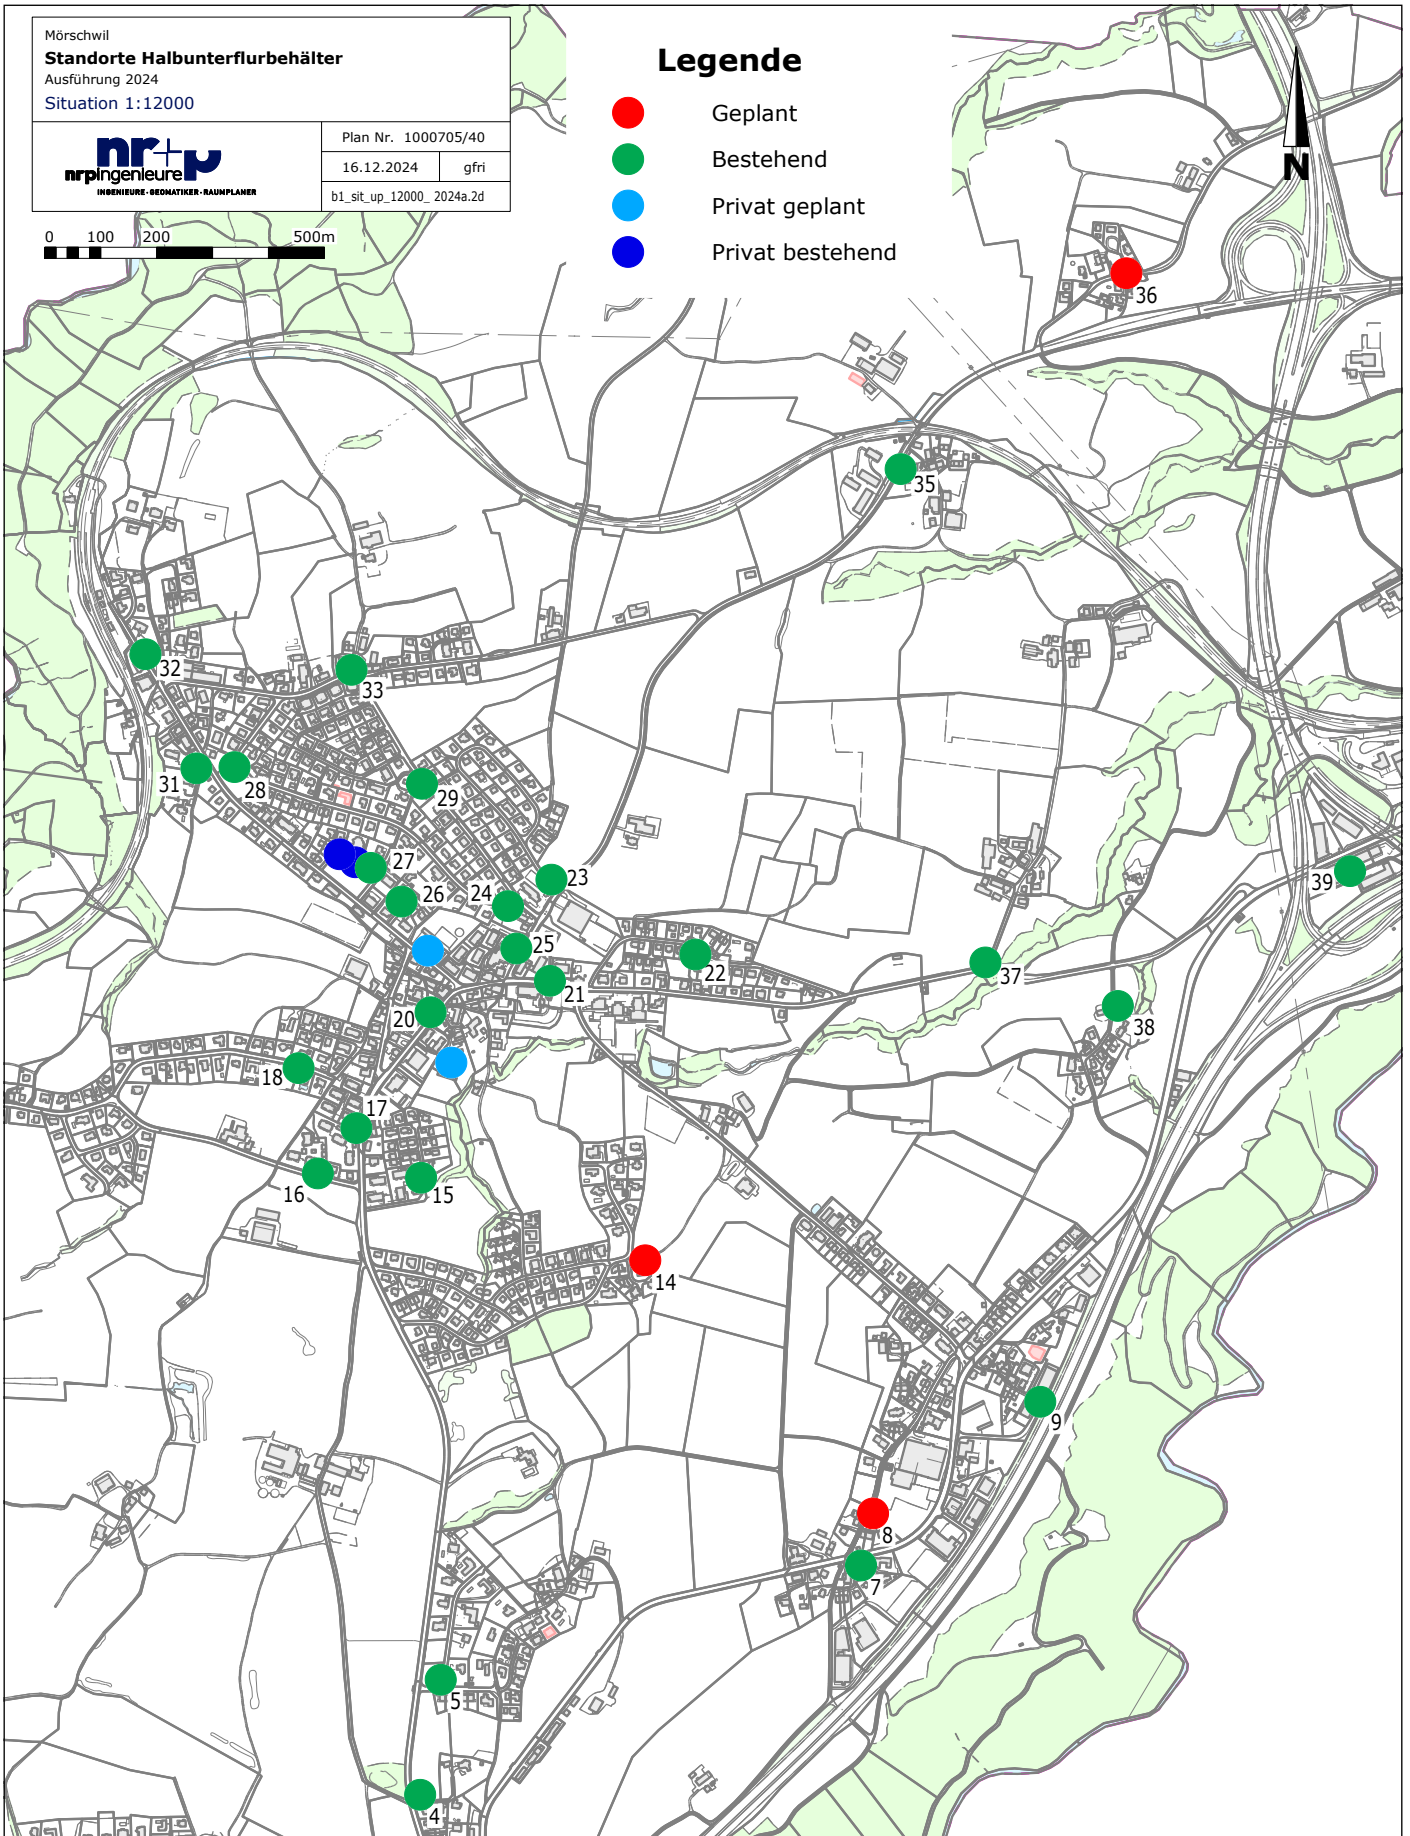 Mörschwil
Standorte Halbunterflurbehälter
Ausführung 2024
Situation 1:12000
nr+p
nrpingenieure
INGENIEURE·GEOMATIKER·RAUMPLANER
Plan Nr. 1000705/40
16.12.2024 gfri
b1_sit_up_12000_ 2024a.2d
0 100 200 500m
Legende
Geplant
Bestehend
Privat geplant
Privat bestehend
N
36
35
32
33
31
28
29
27
26
24
23
25
22
21
20
39
37
38
18
17
16
15
14
9
8
7
5
4